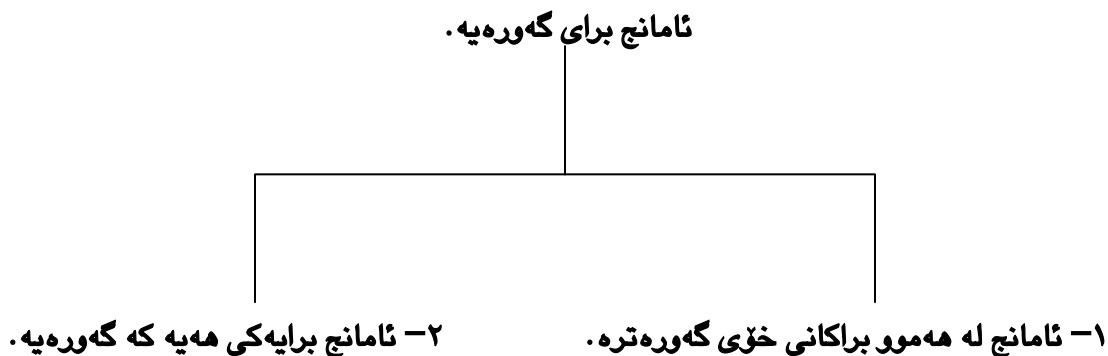 ئامانج برای گەورەیە.
١– ئامانج لە هەموو براکانی خۆی گەورەترە.
٢– ئامانج برایەکی هەیە کە گەورەیە.